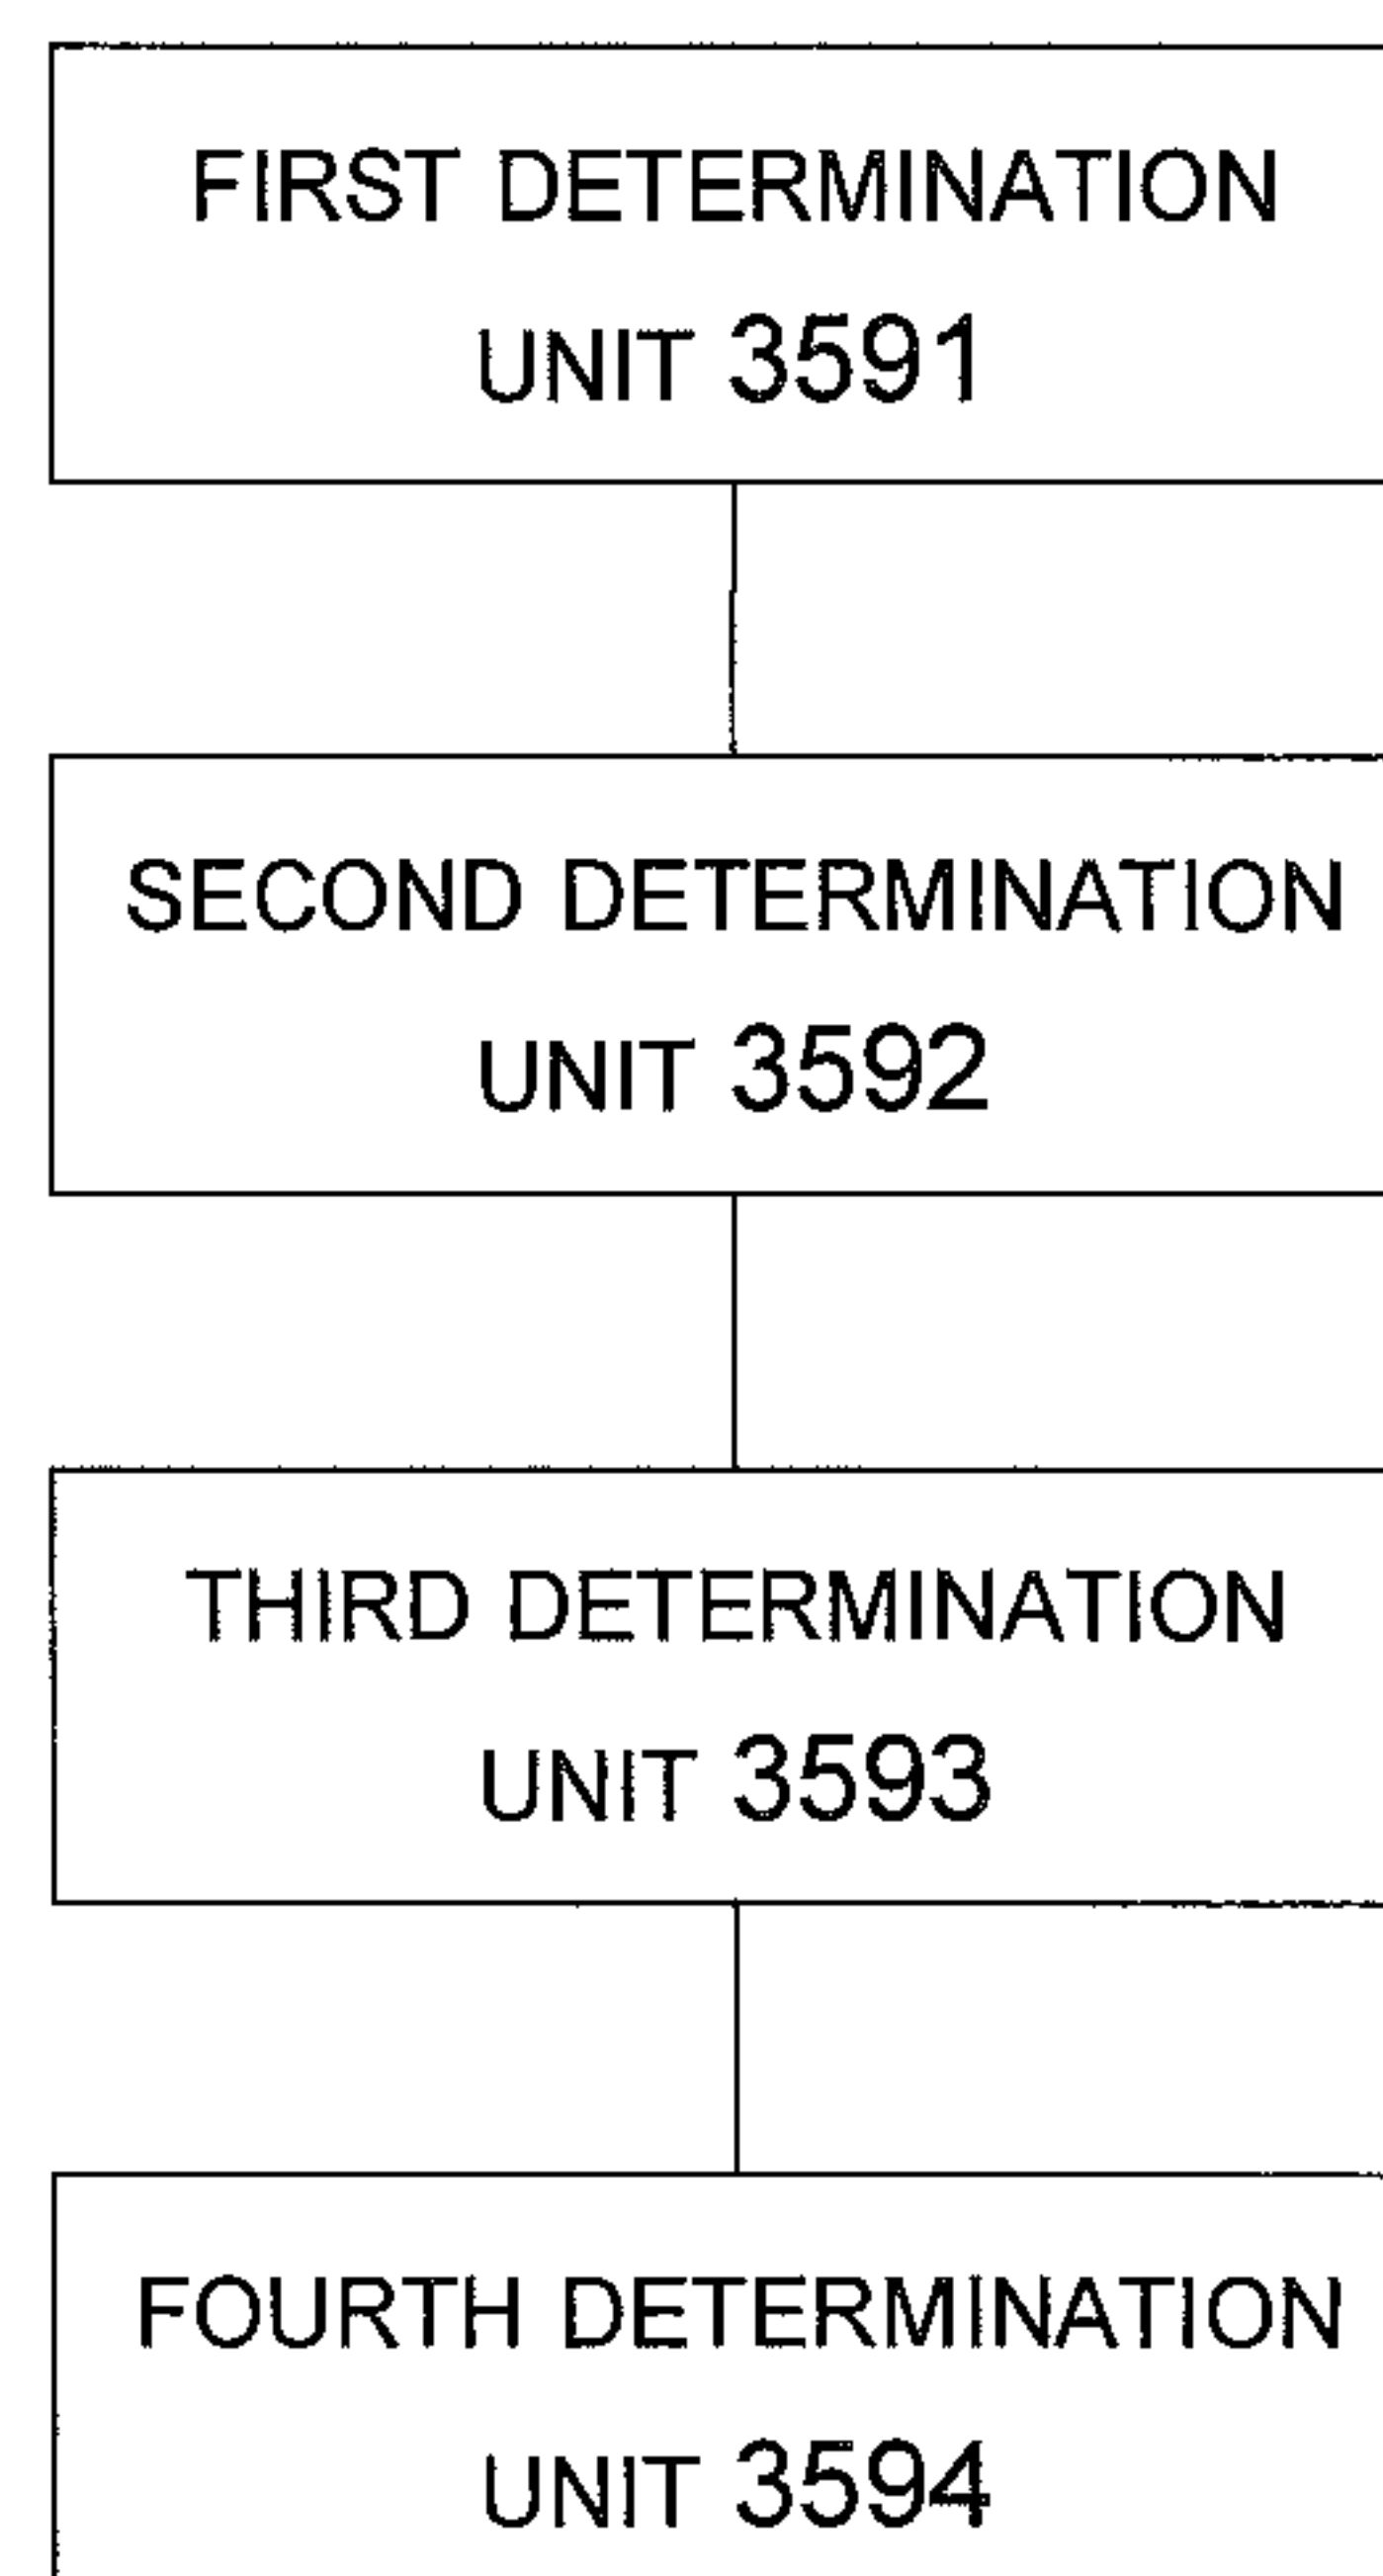 FIRST DETERMINATION
UNIT 3591
SECOND DETERMINATION
UNIT 3592
THIRD DETERMINATION
UNIT 3593
FOURTH DETERMINATION
UNIT 3594